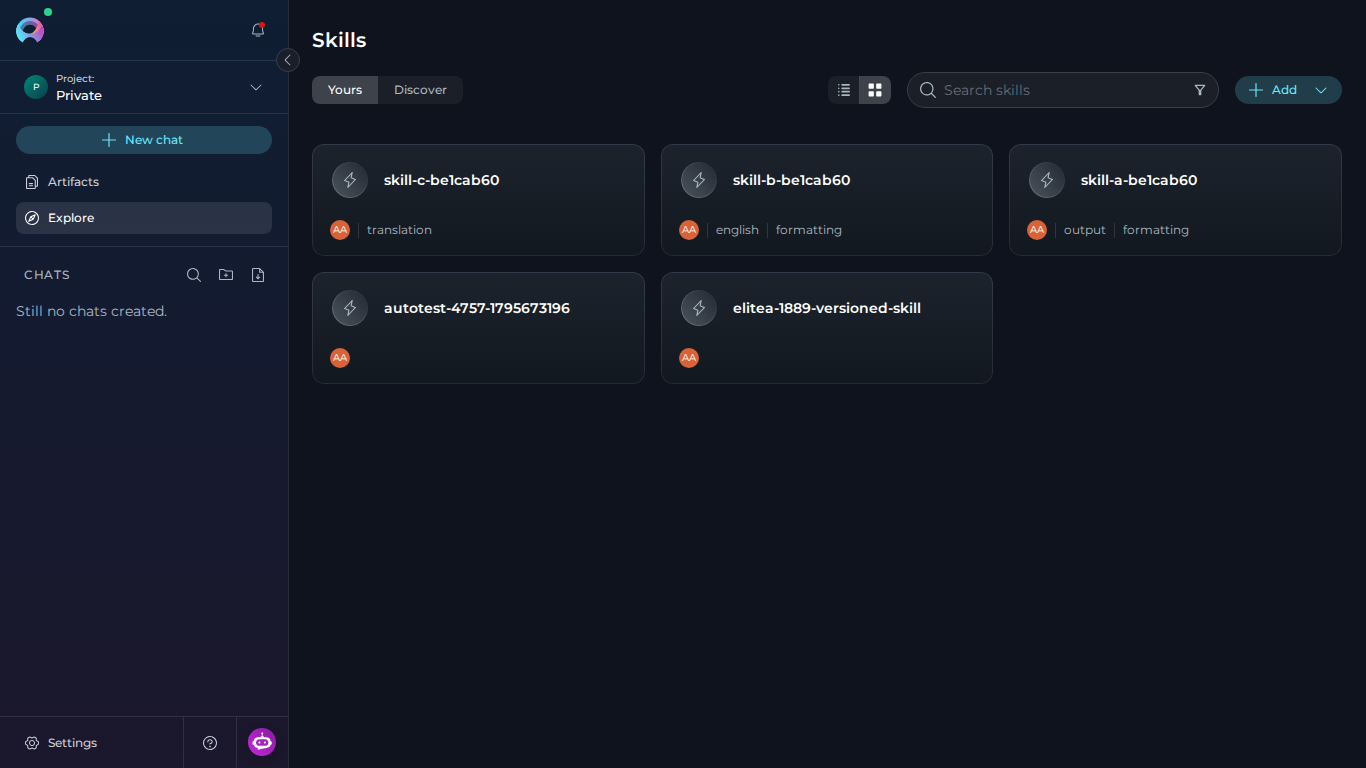 Skills
P
Project:
Private
Yours
Discover
Search skills
Add
New chat
Artifacts
Explore
CHATS
Still no chats created.
skill-c-be1cab60
AA
translation
skill-b-be1cab60
AA
english
formatting
skill-a-be1cab60
AA
output
formatting
autotest-4757-1795673196
AA
elitea-1889-versioned-skill
AA
Settings